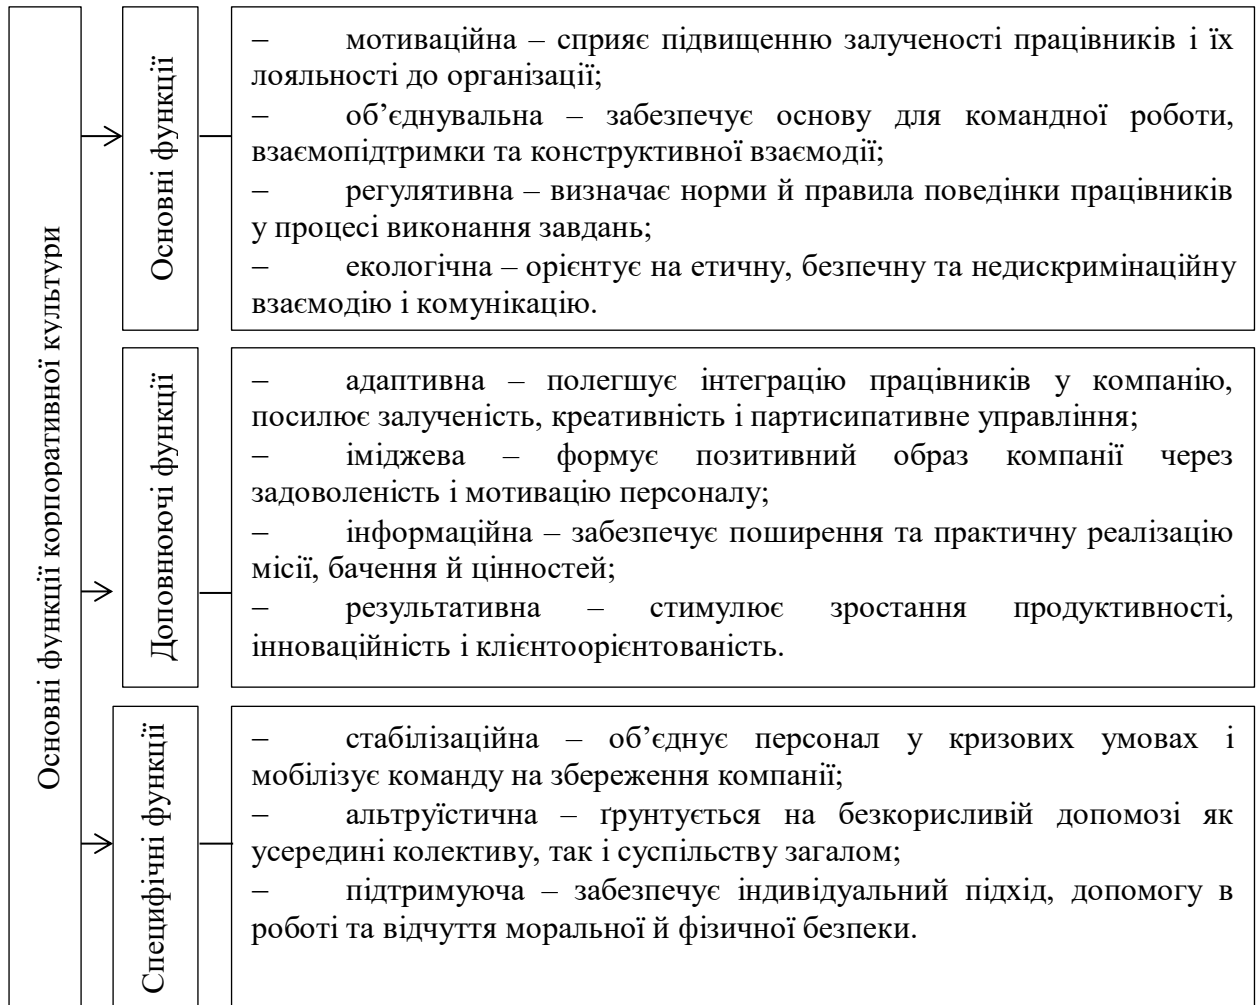 Основні функції корпоративної культури
Основні функції
– мотиваційна – сприяє підвищенню залученості працівників і їх
лояльності до організації;
– об’єднувальна – забезпечує основу для командної роботи,
взаємопідтримки та конструктивної взаємодії;
– регулятивна – визначає норми й правила поведінки працівників
у процесі виконання завдань;
– екологічна – орієнтує на етичну, безпечну та недискримінаційну
взаємодію і комунікацію.
Доповнюючі функції
– адаптивна – полегшує інтеграцію працівників у компанію,
посилює залученість, креативність і партисипативне управління;
– іміджева – формує позитивний образ компанії через
задоволеність і мотивацію персоналу;
– інформаційна – забезпечує поширення та практичну реалізацію
місії, бачення й цінностей;
– результативна – стимулює зростання продуктивності,
інноваційність і клієнтоорієнтованість.
Специфічні функції
– стабілізаційна – об’єднує персонал у кризових умовах і
мобілізує команду на збереження компанії;
– альтруїстична – ґрунтується на безкорисливій допомозі як
усередині колективу, так і суспільству загалом;
– підтримуюча – забезпечує індивідуальний підхід, допомогу в
роботі та відчуття моральної й фізичної безпеки.